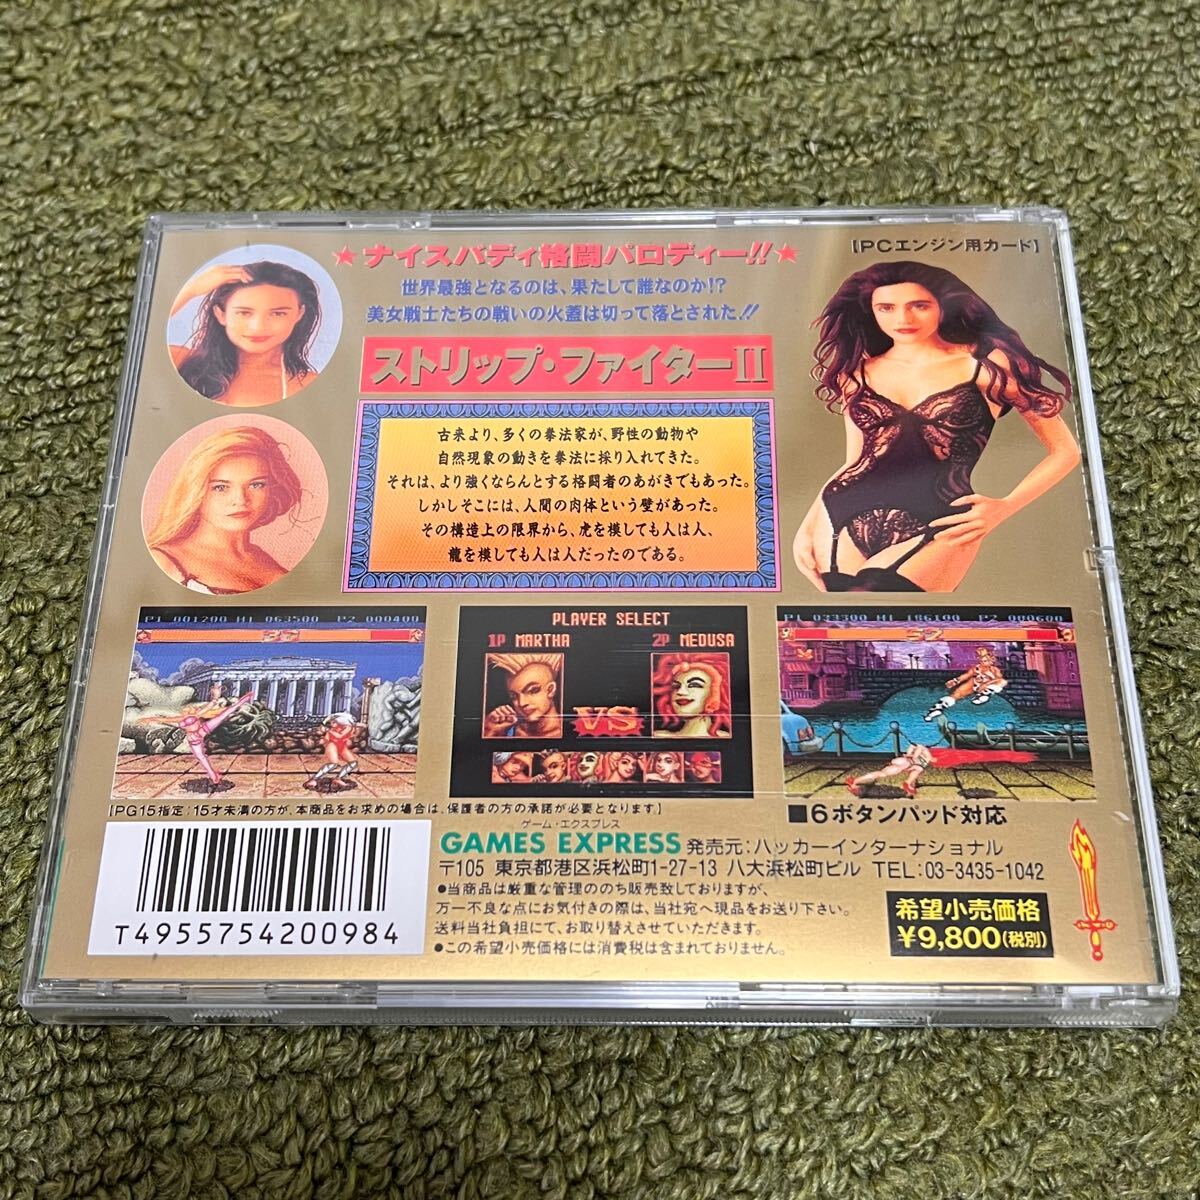 ★ナイスバディ格闘パロディー!!★
【PCエンジン用カード】
世界最強となるのは、果たして誰なのか!?
美女戦士たちの戦いの火蓋は切って落とされた!!
ストリップ・ファイターII
古来より、多くの拳法家が、野性の動物や
自然現象の動きを拳法に採り入れてきた。
それは、より強くならんとする格闘者のあがきでもあった。
しかしそこには、人間の肉体という壁があった。
その構造上の限界から、虎を模しても人は人、
龍を模しても人は人だったのである。
P1 001200 HI 063500 P2 000400
PLAYER SELECT
1P MARTHA
2P MEDUSA
VS
【PG15指定:15才未満の方が、本商品をお求めの場合は、保護者の方の承諾が必要となります。】
■6ボタンパッド対応
ゲーム・エクスプレス
GAMES EXPRESS 発売元:ハッカーインターナショナル
〒105 東京都港区浜松町1-27-13 八大浜松町ビル TEL:03-3435-1042
●当商品は厳重な管理ののち販売致しておりますが、
万一不良な点にお気付きの際は、当社宛へ現品をお送り下さい。
送料当社負担にて、お取り替えさせていただきます。
●この希望小売価格には消費税は含まれておりません。
希望小売価格
¥9,800(税別)
T4955754200984